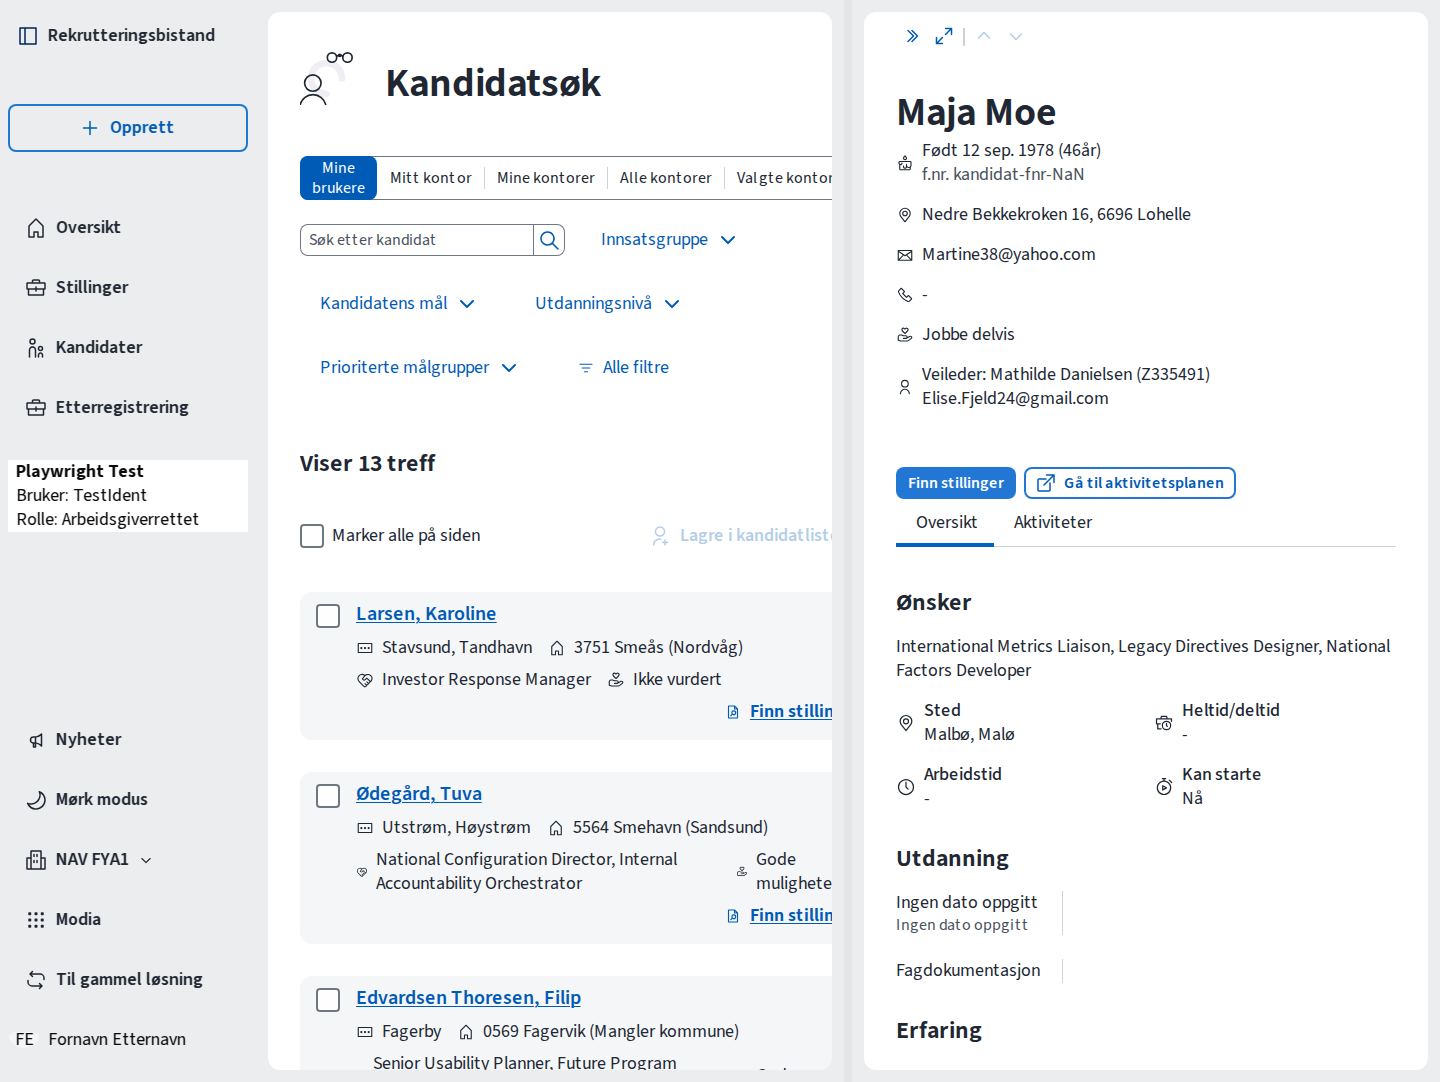 Rekrutteringsbistand
Opprett
Oversikt
Stillinger
Kandidater
Etterregistrering
Playwright Test
Bruker: TestIdent
Rolle: Arbeidsgiverrettet
Nyheter
Mørk modus
NAV FYA1
Modia
Til gammel løsning
FE Fornavn Etternavn
Kandidatsøk
Mine brukere
Mitt kontor
Mine kontorer
Alle kontorer
Valgte kontor
Søk etter kandidat
Innsatsgruppe
Kandidatens mål
Utdanningsnivå
Prioriterte målgrupper
Alle filtre
Viser 13 treff
Marker alle på siden
Lagre i kandidatliste
Larsen, Karoline
Stavsund, Tandhavn
3751 Smeås (Nordvåg)
Investor Response Manager
Ikke vurdert
Finn stillin
Ødegård, Tuva
Utstrøm, Høystrøm
5564 Smehavn (Sandsund)
National Configuration Director, Internal
Accountability Orchestrator
Gode
mulighete
Finn stillin
Edvardsen Thoresen, Filip
Fagerby
0569 Fagervik (Mangler kommune)
Senior Usability Planner, Future Program
Maja Moe
Født 12 sep. 1978 (46år)
f.nr. kandidat-fnr-NaN
Nedre Bekkekroken 16, 6696 Lohelle
Martine38@yahoo.com
-
Jobbe delvis
Veileder: Mathilde Danielsen (Z335491)
Elise.Fjeld24@gmail.com
Finn stillinger
Gå til aktivitetsplanen
Oversikt
Aktiviteter
Ønsker
International Metrics Liaison, Legacy Directives Designer, National
Factors Developer
Sted
Malbø, Malø
Heltid/deltid
-
Arbeidstid
-
Kan starte
Nå
Utdanning
Ingen dato oppgitt
Ingen dato oppgitt
Fagdokumentasjon
Erfaring